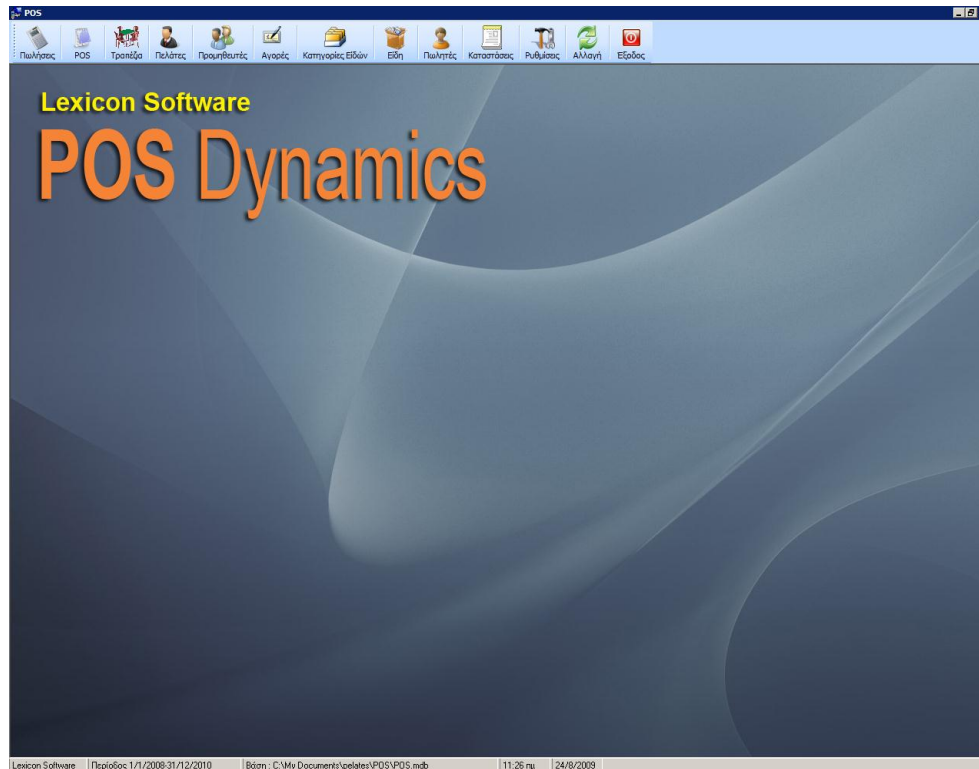 POS
Πωλήσεις POS Τραπέζια Πελάτες Προμηθευτές Αγορές Κατηγορίες Ειδών Είδη Πωλητές Καταστάσεις Ρυθμίσεις Αλλαγή Εξοδος
Lexicon Software
POS Dynamics
Lexicon Software Περίοδος 1/1/2008-31/12/2010 Βάση : C:\My Documents\pelates\POS\POS.mdb 11:26 πμ 24/8/2009